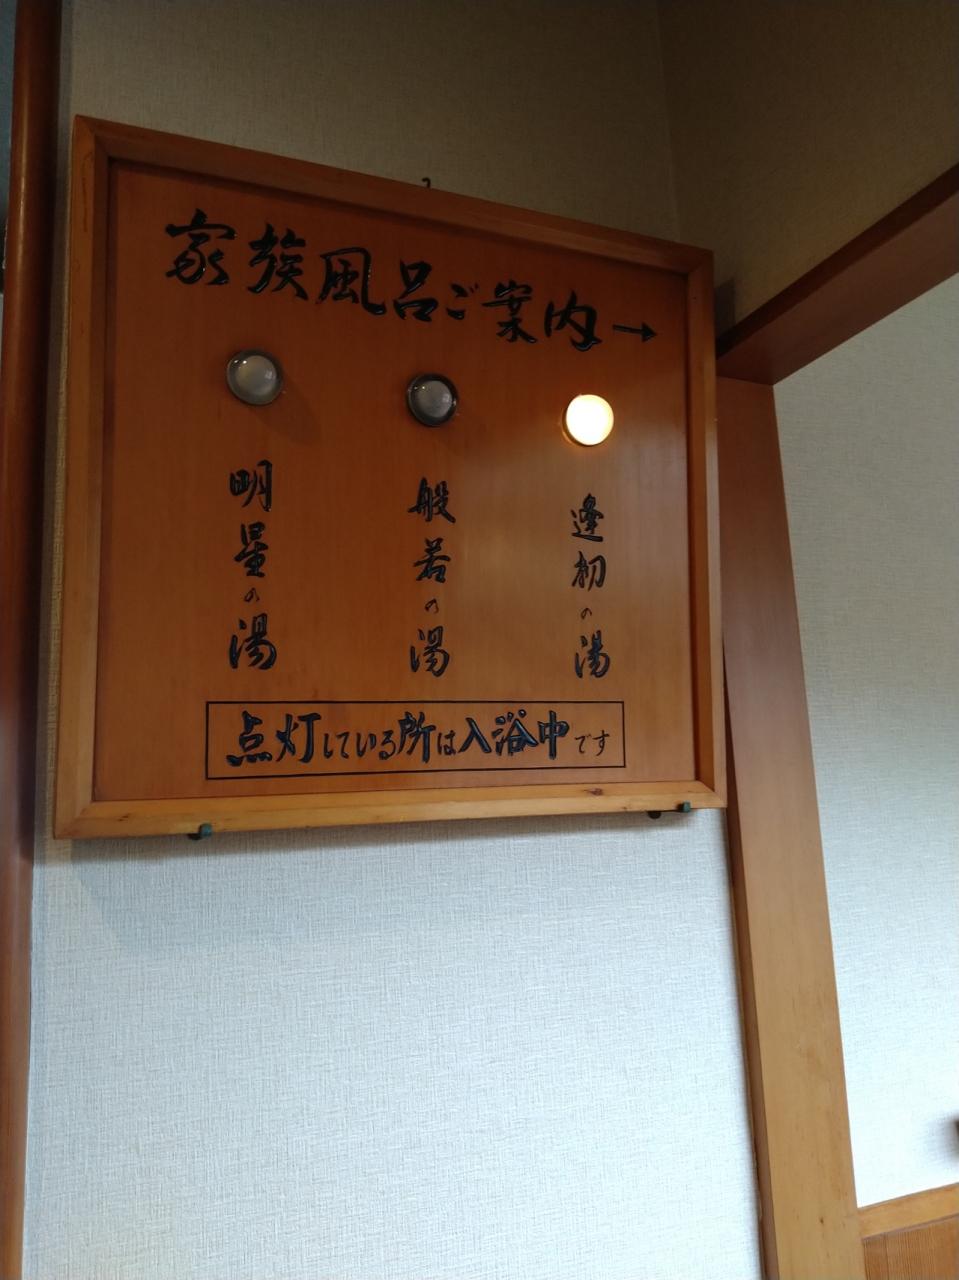 家族風呂ご案内→
明星の湯
般若の湯
逢初の湯
点灯している所は入浴中です